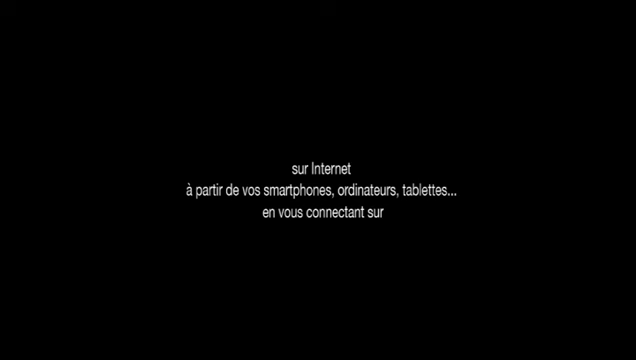 sur Internet
à partir de vos smartphones, ordinateurs, tablettes...
en vous connectant sur